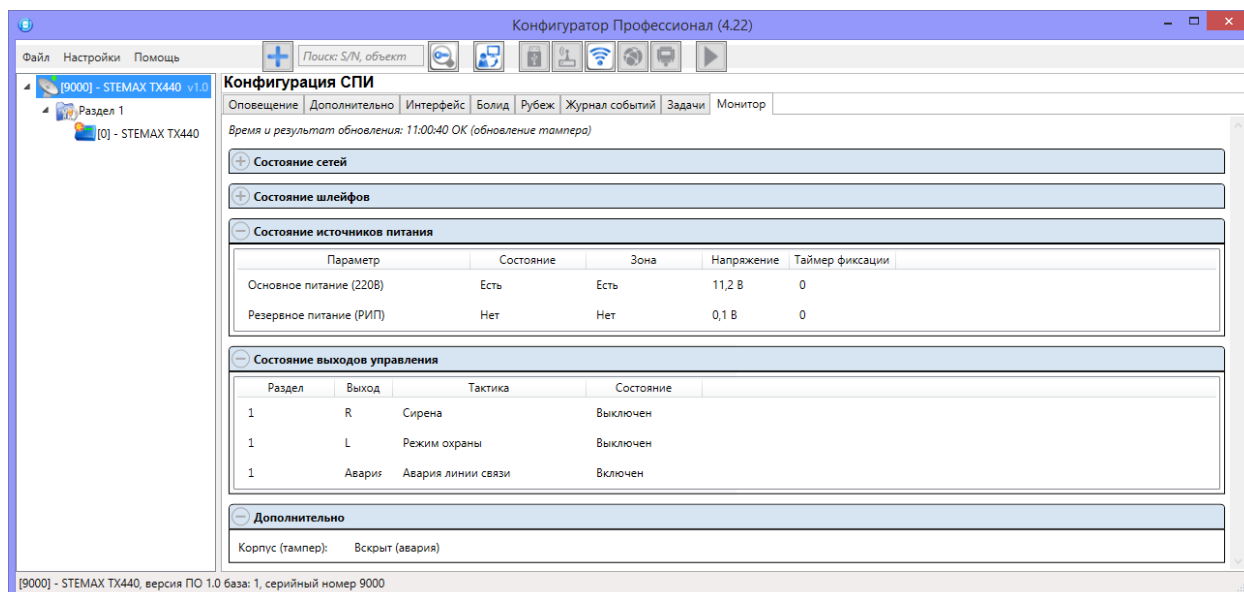 Конфигуратор Профессионал (4.22)
Файл Настройки Помощь Поиск: S/N, объект
[9000] - STEMAX TX440 v1.0
Раздел 1
[0] - STEMAX TX440
Конфигурация СПИ
Оповещение Дополнительно Интерфейс Болид Рубеж Журнал событий Задачи Монитор
Время и результат обновления: 11:00:40 ОК (обновление тампера)
Состояние сетей
Состояние шлейфов
Состояние источников питания
Параметр Состояние Зона Напряжение Таймер фиксации
Основное питание (220В) Есть Есть 11,2 В 0
Резервное питание (РИП) Нет Нет 0,1 В 0
Состояние выходов управления
Раздел Выход Тактика Состояние
1 R Сирена Выключен
1 L Режим охраны Выключен
1 Авария Авария линии связи Включен
Дополнительно
Корпус (тампер): Вскрыт (авария)
[9000] - STEMAX TX440, версия ПО 1.0 база: 1, серийный номер 9000